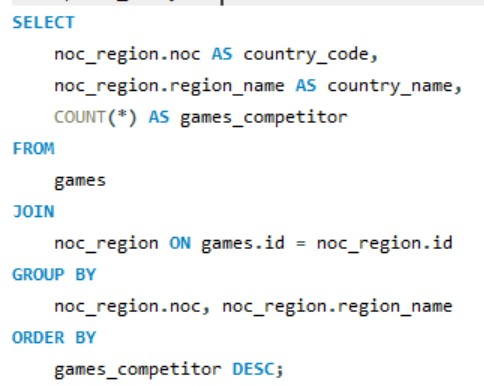 SELECT
noc_region.noc AS country_code,
noc_region.region_name AS country_name,
COUNT(*) AS games_competitor
FROM
games
JOIN
noc_region ON games.id = noc_region.id
GROUP BY
noc_region.noc, noc_region.region_name
ORDER BY
games_competitor DESC;